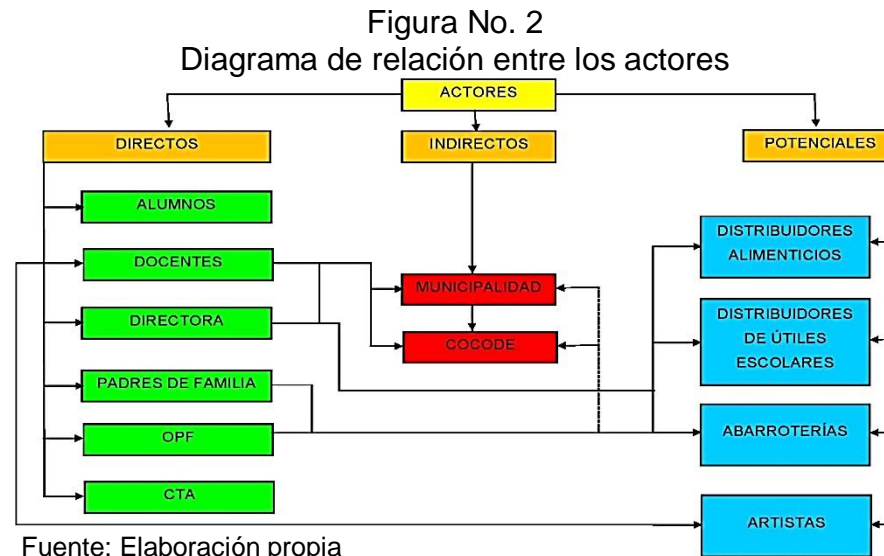 Figura No. 2
Diagrama de relación entre los actores
ACTORES
DIRECTOS
INDIRECTOS
POTENCIALES
ALUMNOS
DOCENTES
DIRECTORA
PADRES DE FAMILIA
OPF
CTA
MUNICIPALIDAD
COCODE
DISTRIBUIDORES
ALIMENTICIOS
DISTRIBUIDORES
DE ÚTILES
ESCOLARES
ABARROTERÍAS
ARTISTAS
Fuente: Elaboración propia